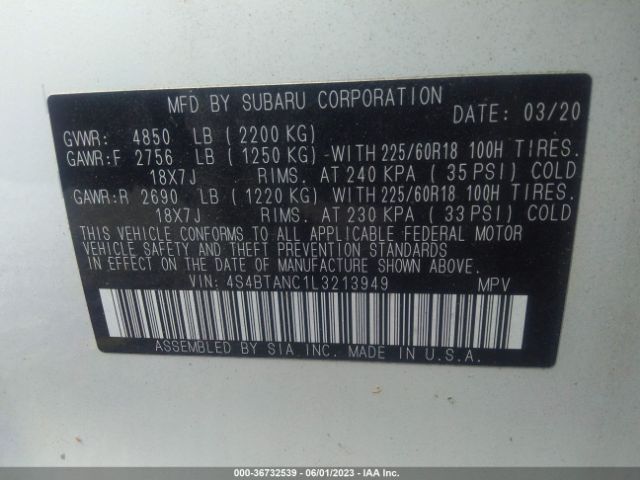 MFD BY SUBARU CORPORATION
DATE: 03/20
GVWR: 4850 LB (2200 KG)
GAWR:F 2756 LB (1250 KG) -WITH 225/60R18 100H TIRES.
18X7J RIMS. AT 240 KPA (35 PSI) COLD
GAWR:R 2690 LB (1220 KG) -WITH 225/60R18 100H TIRES.
18X7J RIMS. AT 230 KPA (33 PSI) COLD
THIS VEHICLE CONFORMS TO ALL APPLICABLE FEDERAL MOTOR
VEHICLE SAFETY AND THEFT PREVENTION STANDARDS
IN EFFECT ON THE DATE OF MANUFACTURE SHOWN ABOVE.
VIN: 4S4BTANC1L3213949 MPV
ASSEMBLED BY SIA INC. MADE IN U.S.A.
000-36732539 - 06/01/2023 - IAAI.com